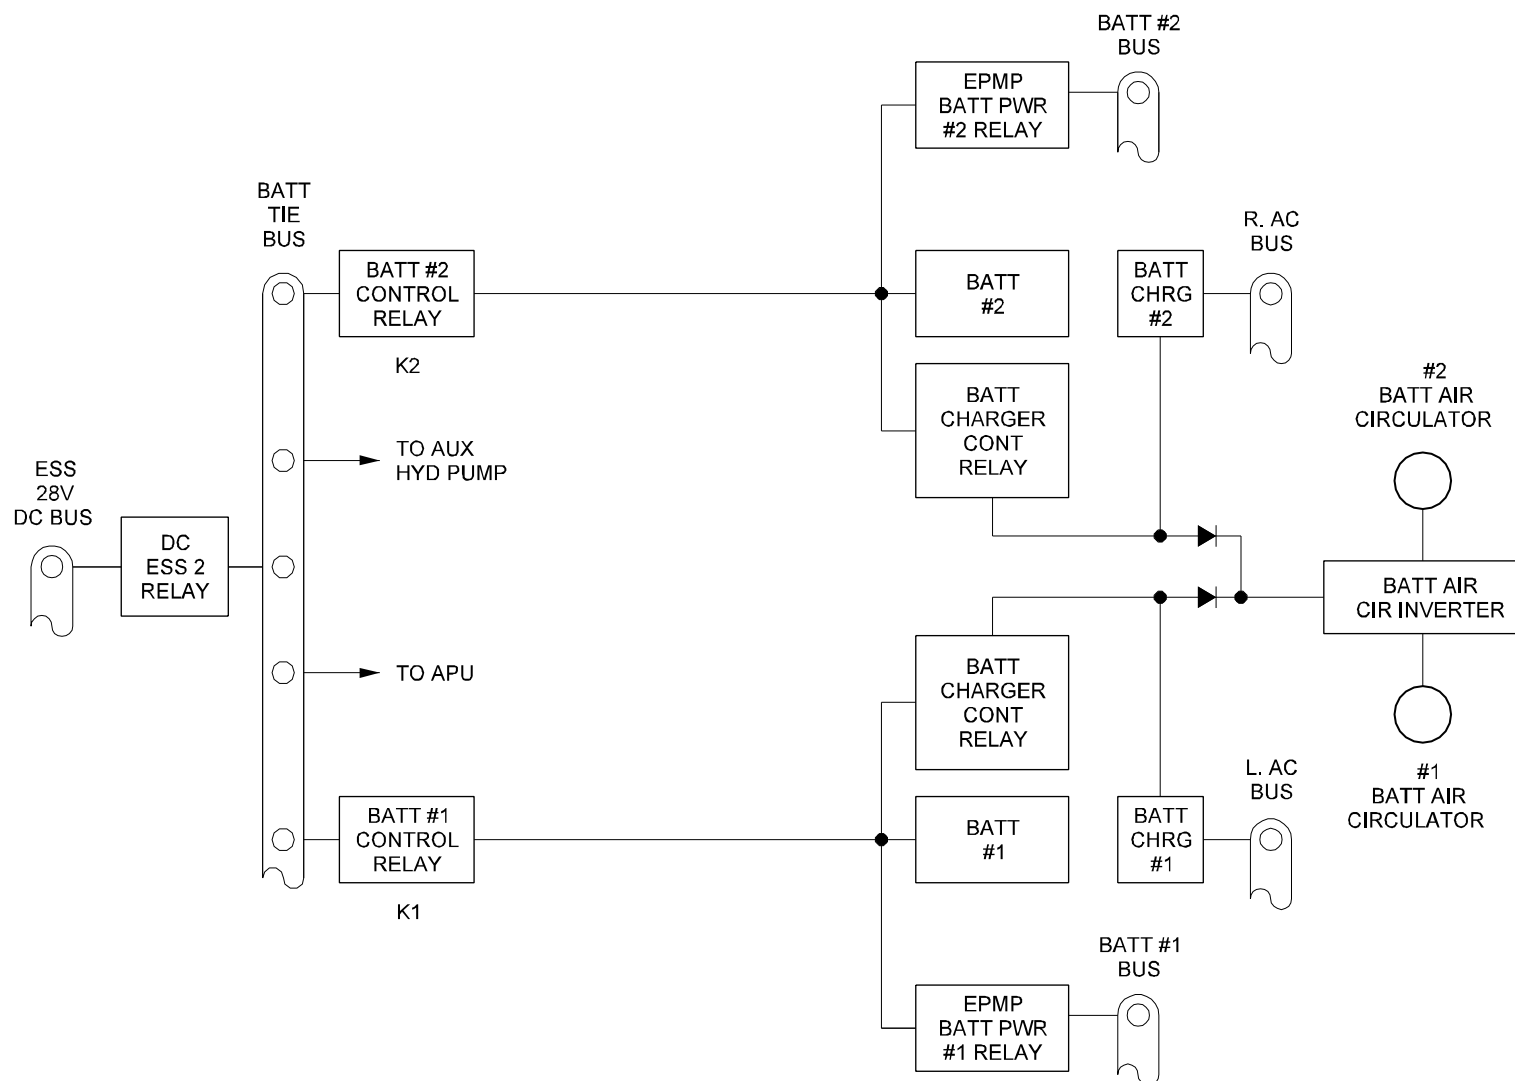 BATT #2
BUS
EPMP
BATT PWR
#2 RELAY
BATT
TIE
BUS
R. AC
BUS
BATT #2
CONTROL
RELAY
K2
BATT
#2
BATT
CHRG
#2
BATT
CHARGER
CONT
RELAY
#2
BATT AIR
CIRCULATOR
TO AUX
HYD PUMP
ESS
28V
DC BUS
DC
ESS 2
RELAY
BATT AIR
CIR INVERTER
TO APU
BATT
CHARGER
CONT
RELAY
#1
BATT AIR
CIRCULATOR
L. AC
BUS
BATT #1
CONTROL
RELAY
K1
BATT
#1
BATT
CHRG
#1
BATT #1
BUS
EPMP
BATT PWR
#1 RELAY